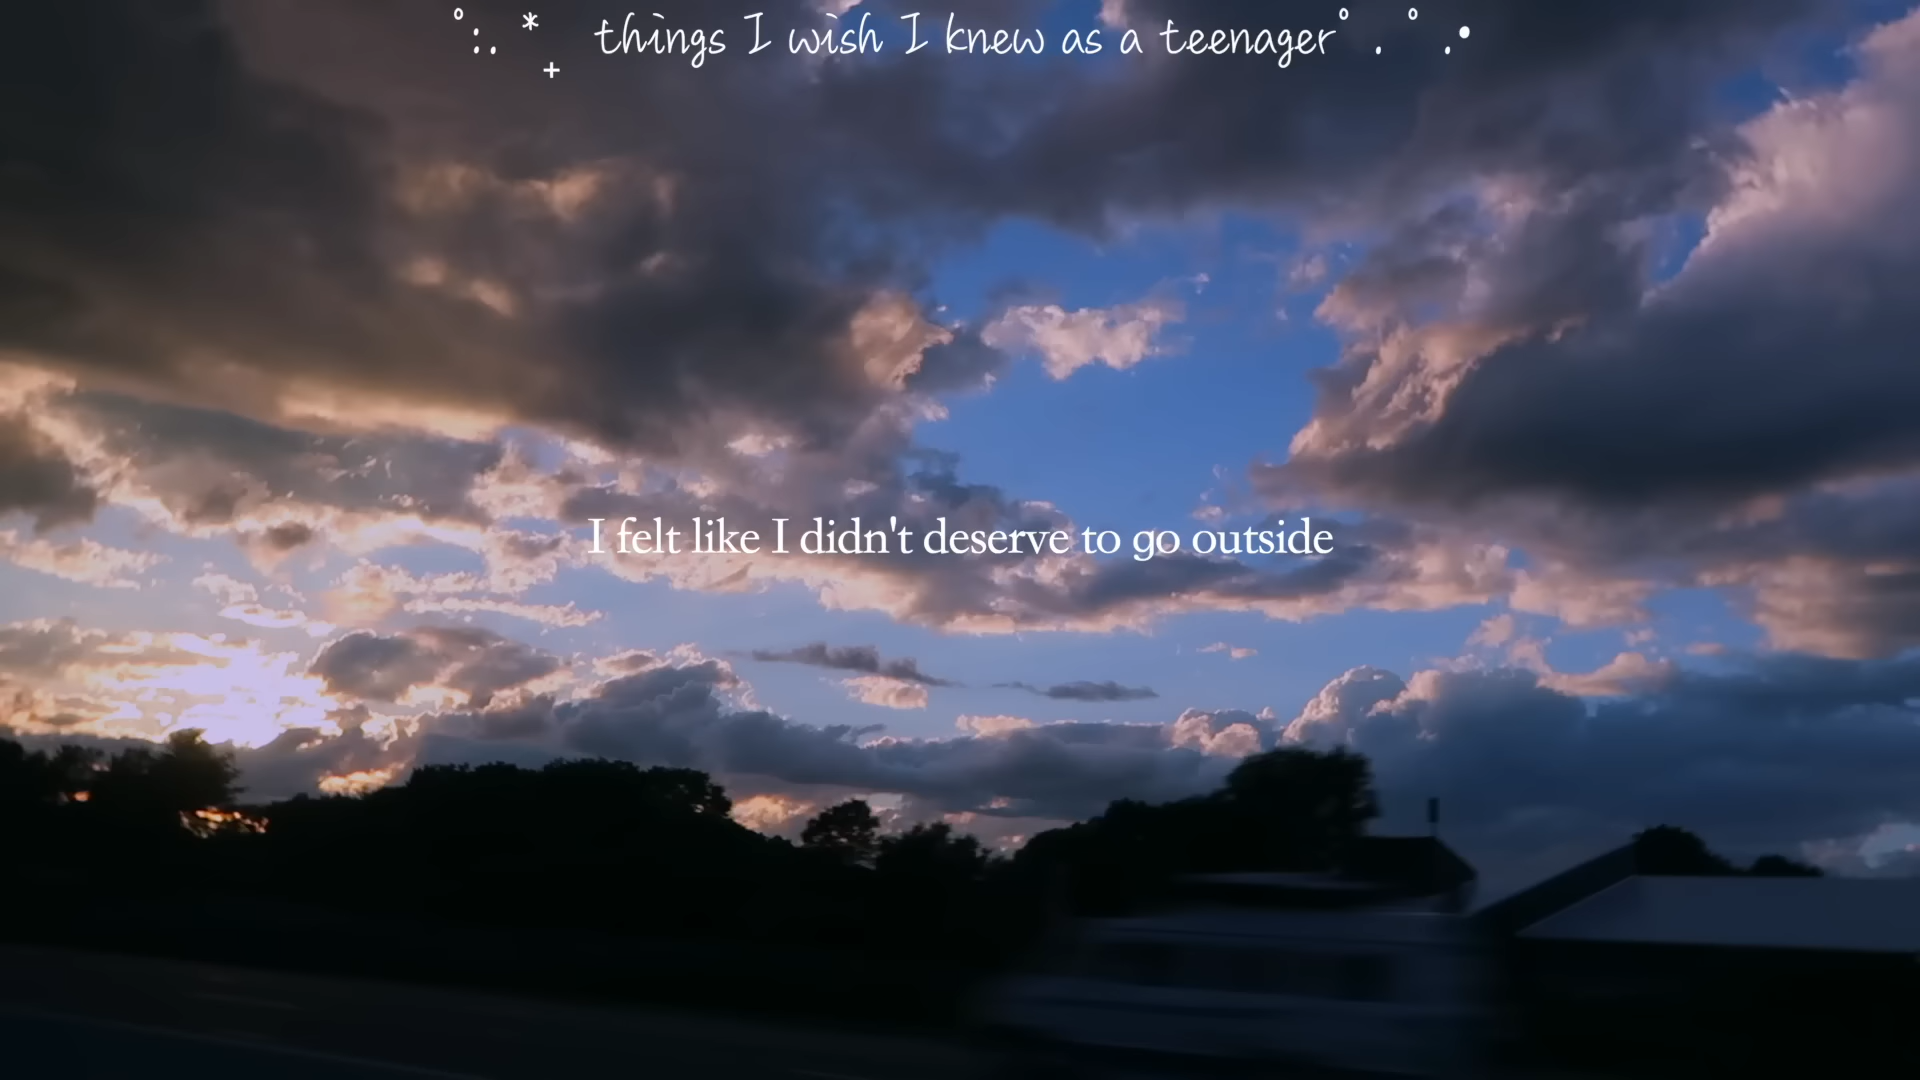 ˚:. *₊ things I wish I knew as a teenager˚ . ˚ .•
I felt like I didn't deserve to go outside